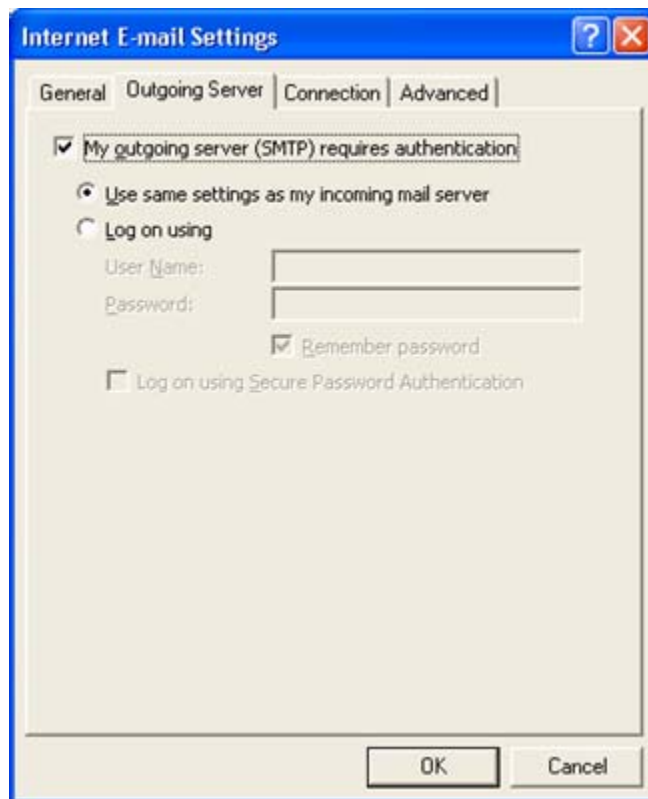 Internet E-mail Settings
General Outgoing Server Connection Advanced
My outgoing server (SMTP) requires authentication
Use same settings as my incoming mail server
Log on using
User Name:
Password:
Remember password
Log on using Secure Password Authentication
OK Cancel